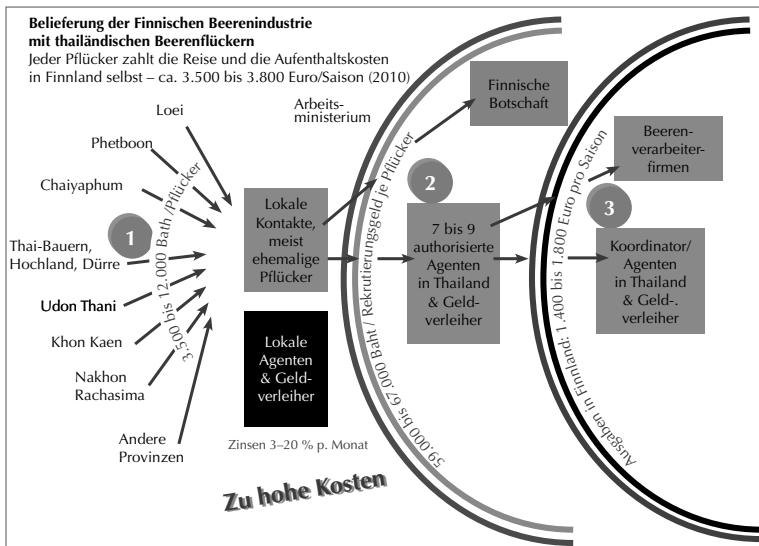 Belieferung der Finnischen Beerenindustrie
mit thailändischen Beerenflückern
Jeder Pflücker zahlt die Reise und die Aufenthaltskosten
in Finnland selbst – ca. 3.500 bis 3.800 Euro/Saison (2010)
Loei
Phetboon
Chaiyaphum
1
Thai-Bauern,
Hochland, Dürre
Udon Thani
Khon Kaen
Nakhon
Rachasima
Andere
Provinzen
3.500 bis 12.000 Bath /Pflücker
Lokale
Kontakte,
meist
ehemalige
Pflücker
Lokale
Agenten
& Geld-
verleiher
Zinsen 3–20 % p. Monat
Zu hohe Kosten
Arbeits-
ministerium
59.000 bis 67.000 Baht / Rekrutierungsgeld je Pflücker
Finnische
Botschaft
2
7 bis 9
authorisierte
Agenten
in Thailand
& Geld-
verleiher
Ausgaben in Finnland: 1.400 bis 1.800 Euro pro Saison
Beeren-
verarbeiter-
firmen
3
Koordinator/
Agenten
in Thailand
& Geld-.
verleiher